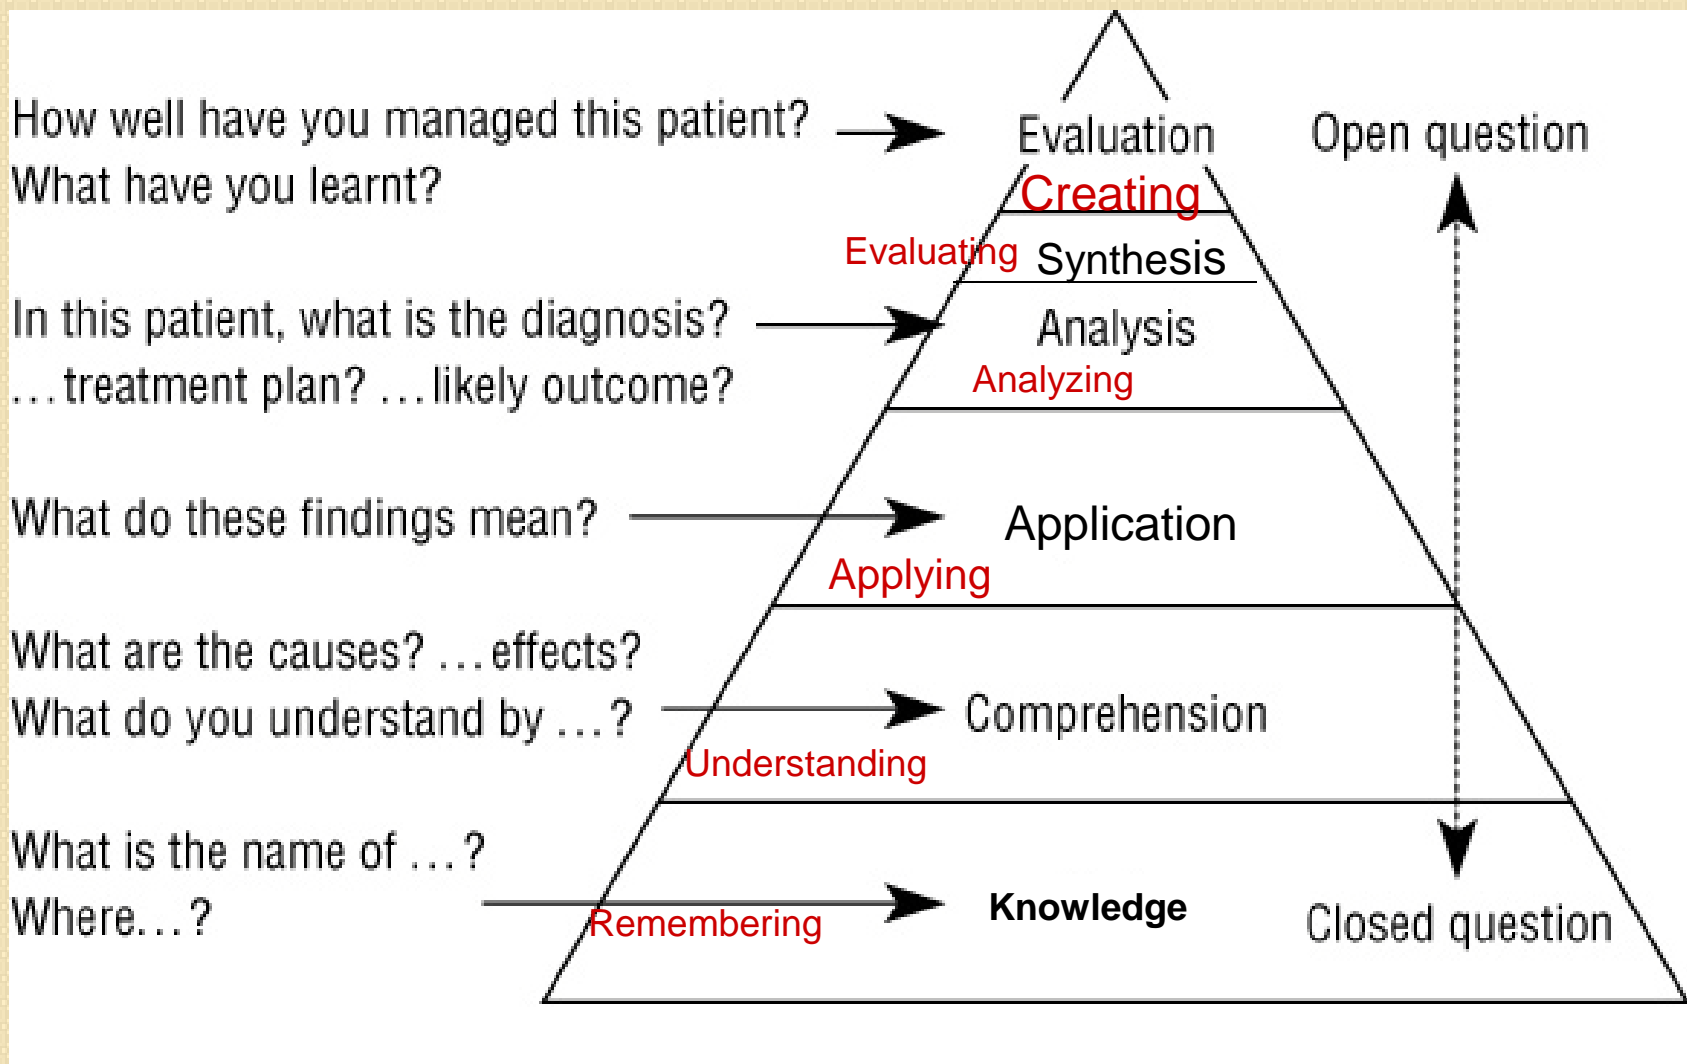 How well have you managed this patient?
What have you learnt?
Evaluation
Open question
Creating
Evaluating
Synthesis
In this patient, what is the diagnosis?
...treatment plan? ...likely outcome?
Analysis
Analyzing
What do these findings mean?
Application
Applying
What are the causes? ...effects?
What do you understand by ...?
Comprehension
Understanding
What is the name of ...?
Where...?
Knowledge
Remembering
Closed question